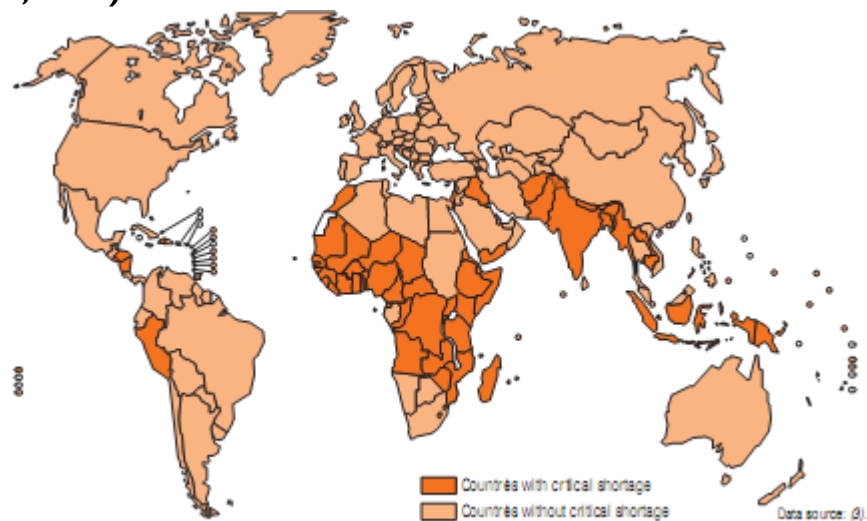 Countries with critical shortage
Countries without critical shortage
Data source: (3).